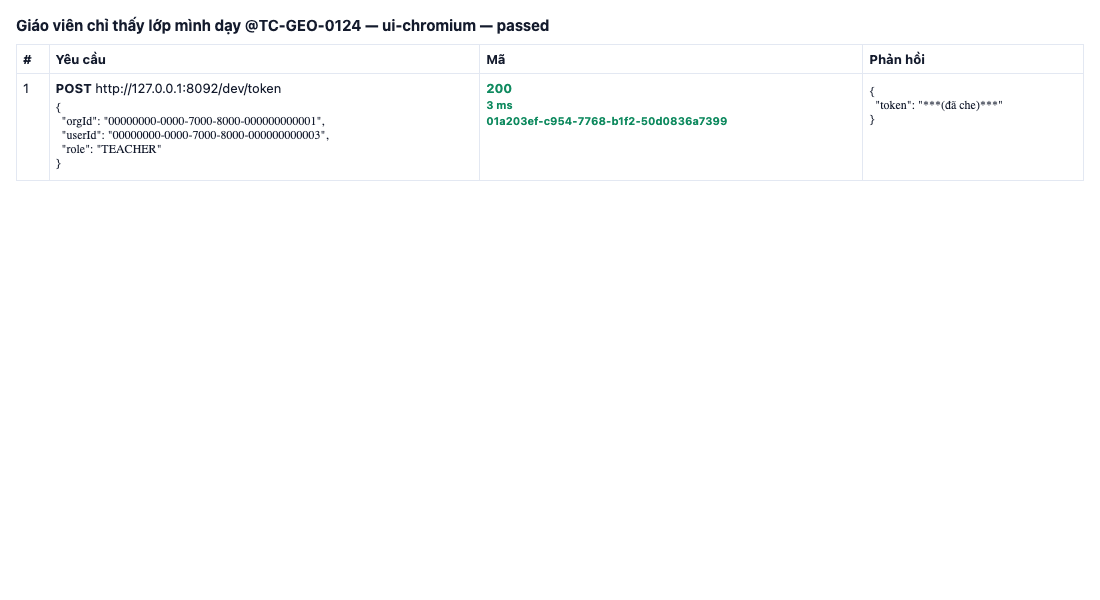 Giáo viên chỉ thấy lớp mình dạy @TC-GEO-0124 — ui-chromium — passed
# Yêu cầu Mã Phản hồi
1 POST http://127.0.0.1:8092/dev/token
{
"orgId": "00000000-0000-7000-8000-000000000001",
"userId": "00000000-0000-7000-8000-000000000003",
"role": "TEACHER"
}
200
3 ms
01a203ef-c954-7768-b1f2-50d0836a7399
{
"token": "***(đã che)***"
}